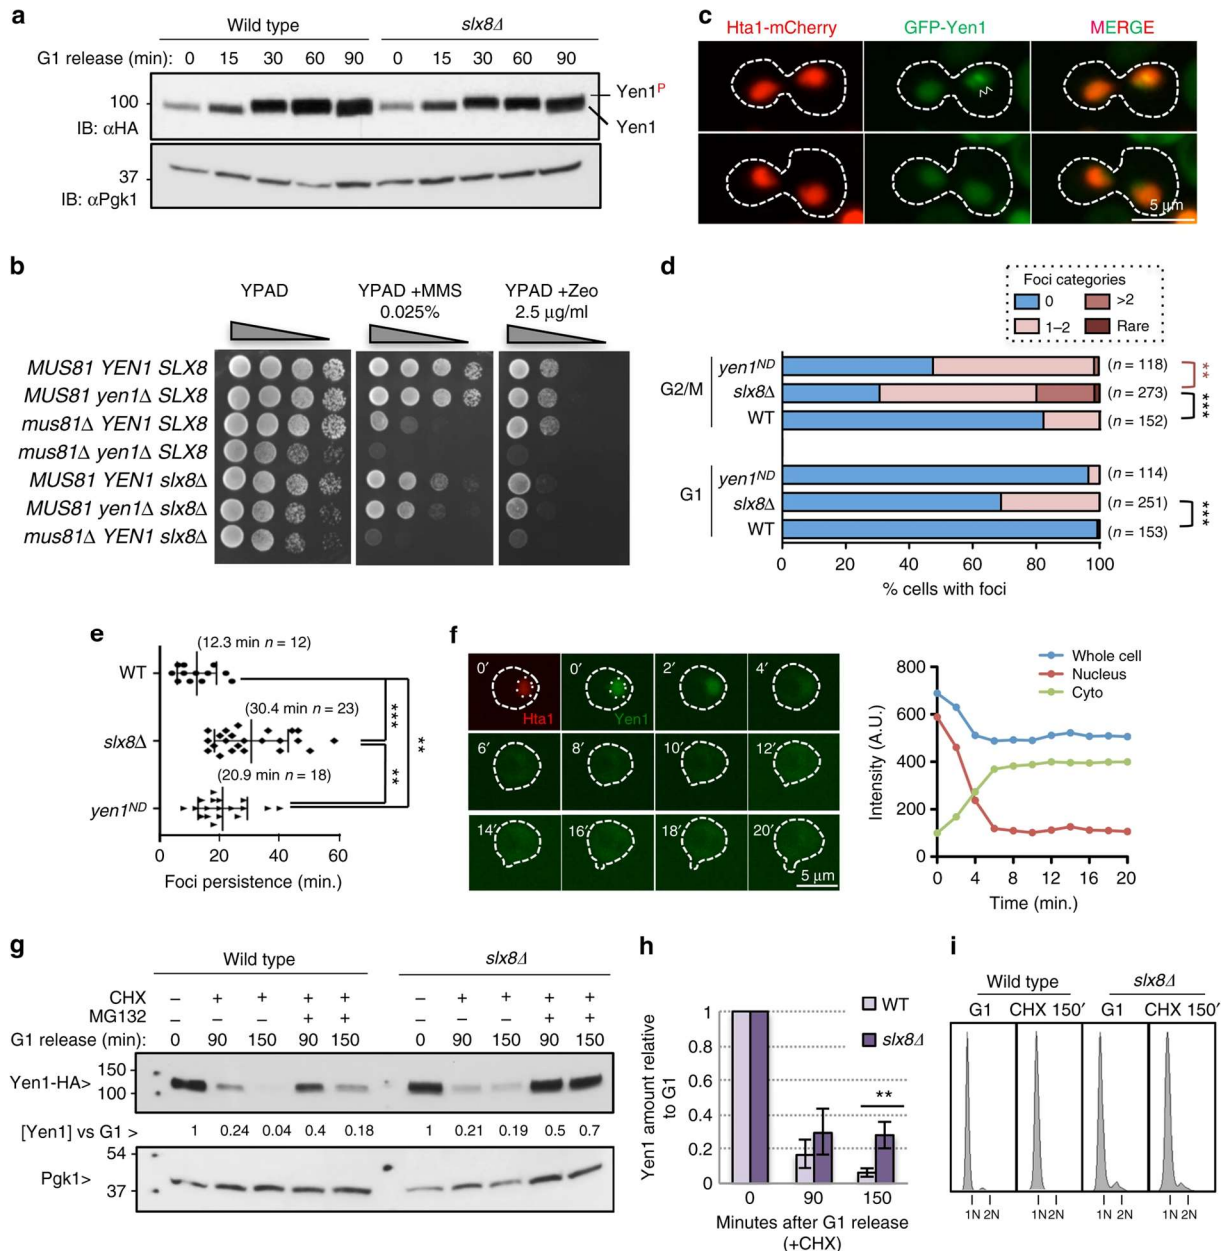 a
Wild type
slx8Δ
G1 release (min): 0 15 30 60 90 0 15 30 60 90
100
IB: αHA
Yen1P
Yen1
37
IB: αPgk1
b
YPAD
YPAD +MMS
0.025%
YPAD +Zeo
2.5 μg/ml
MUS81 YEN1 SLX8
MUS81 yen1Δ SLX8
mus81Δ YEN1 SLX8
mus81Δ yen1Δ SLX8
MUS81 YEN1 slx8Δ
MUS81 yen1Δ slx8Δ
mus81Δ YEN1 slx8Δ
c
Hta1-mCherry
GFP-Yen1
MERGE
5 μm
d
Foci categories
0
>2
1–2
Rare
G2/M
yen1ND
(n = 118)
slx8Δ
(n = 273)
WT
(n = 152)
**
***
G1
yen1ND
(n = 114)
slx8Δ
(n = 251)
WT
(n = 153)
***
0 20 40 60 80 100
% cells with foci
e
WT
(12.3 min n = 12)
slx8Δ
(30.4 min n = 23)
yen1ND
(20.9 min n = 18)
***
**
**
0 20 40 60
Foci persistence (min.)
f
0′ Hta1
0′ Yen1
2′
4′
6′
8′
10′
12′
14′
16′
18′
20′
5 μm
Whole cell
Nucleus
Cyto
800
600
400
200
0
Intensity (A.U.)
0 4 8 12 16 20
Time (min.)
g
Wild type
slx8Δ
CHX – + + + + – + + + +
MG132 + + + +
G1 release (min): 0 90 150 90 150 0 90 150 90 150
Yen1-HA>
150
100
[Yen1] vs G1 > 1 0.24 0.04 0.4 0.18 1 0.21 0.19 0.5 0.7
54
Pgk1>
37
h
WT
slx8Δ
1
0.8
0.6
0.4
0.2
0
Yen1 amount relative
to G1
**
0 90 150
Minutes after G1 release
(+CHX)
i
Wild type
slx8Δ
G1 CHX 150′ G1 CHX 150′
1N 2N 1N 2N 1N 2N 1N 2N